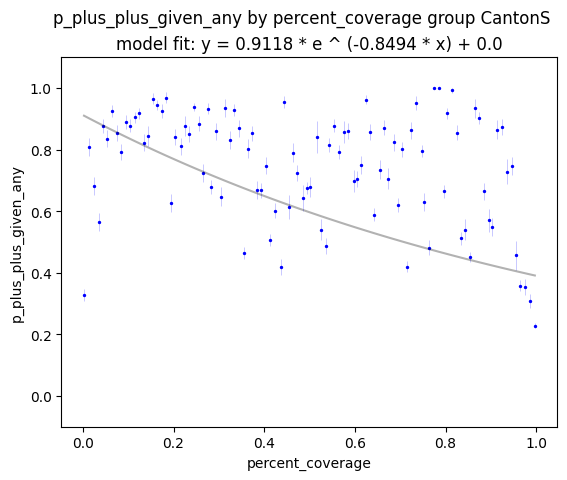 p_plus_plus_given_any by percent_coverage group CantonS
model fit: y = 0.9118 * e ^ (-0.8494 * x) + 0.0
p_plus_plus_given_any
1.0
0.8
0.6
0.4
0.2
0.0
0.0 0.2 0.4 0.6 0.8 1.0
percent_coverage